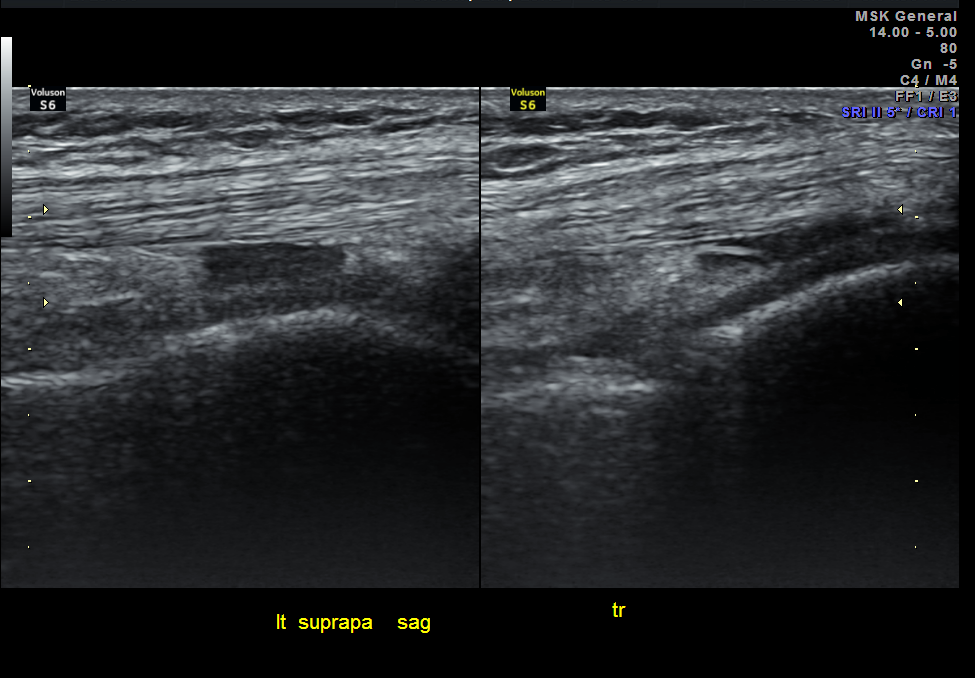 MSK General
14.00 - 5.00
80
Gn -5
C4 / M4
FF1 / E3
SRI II 5* / CRI 1
Voluson
S6
Voluson
S6
lt suprapa sag
tr